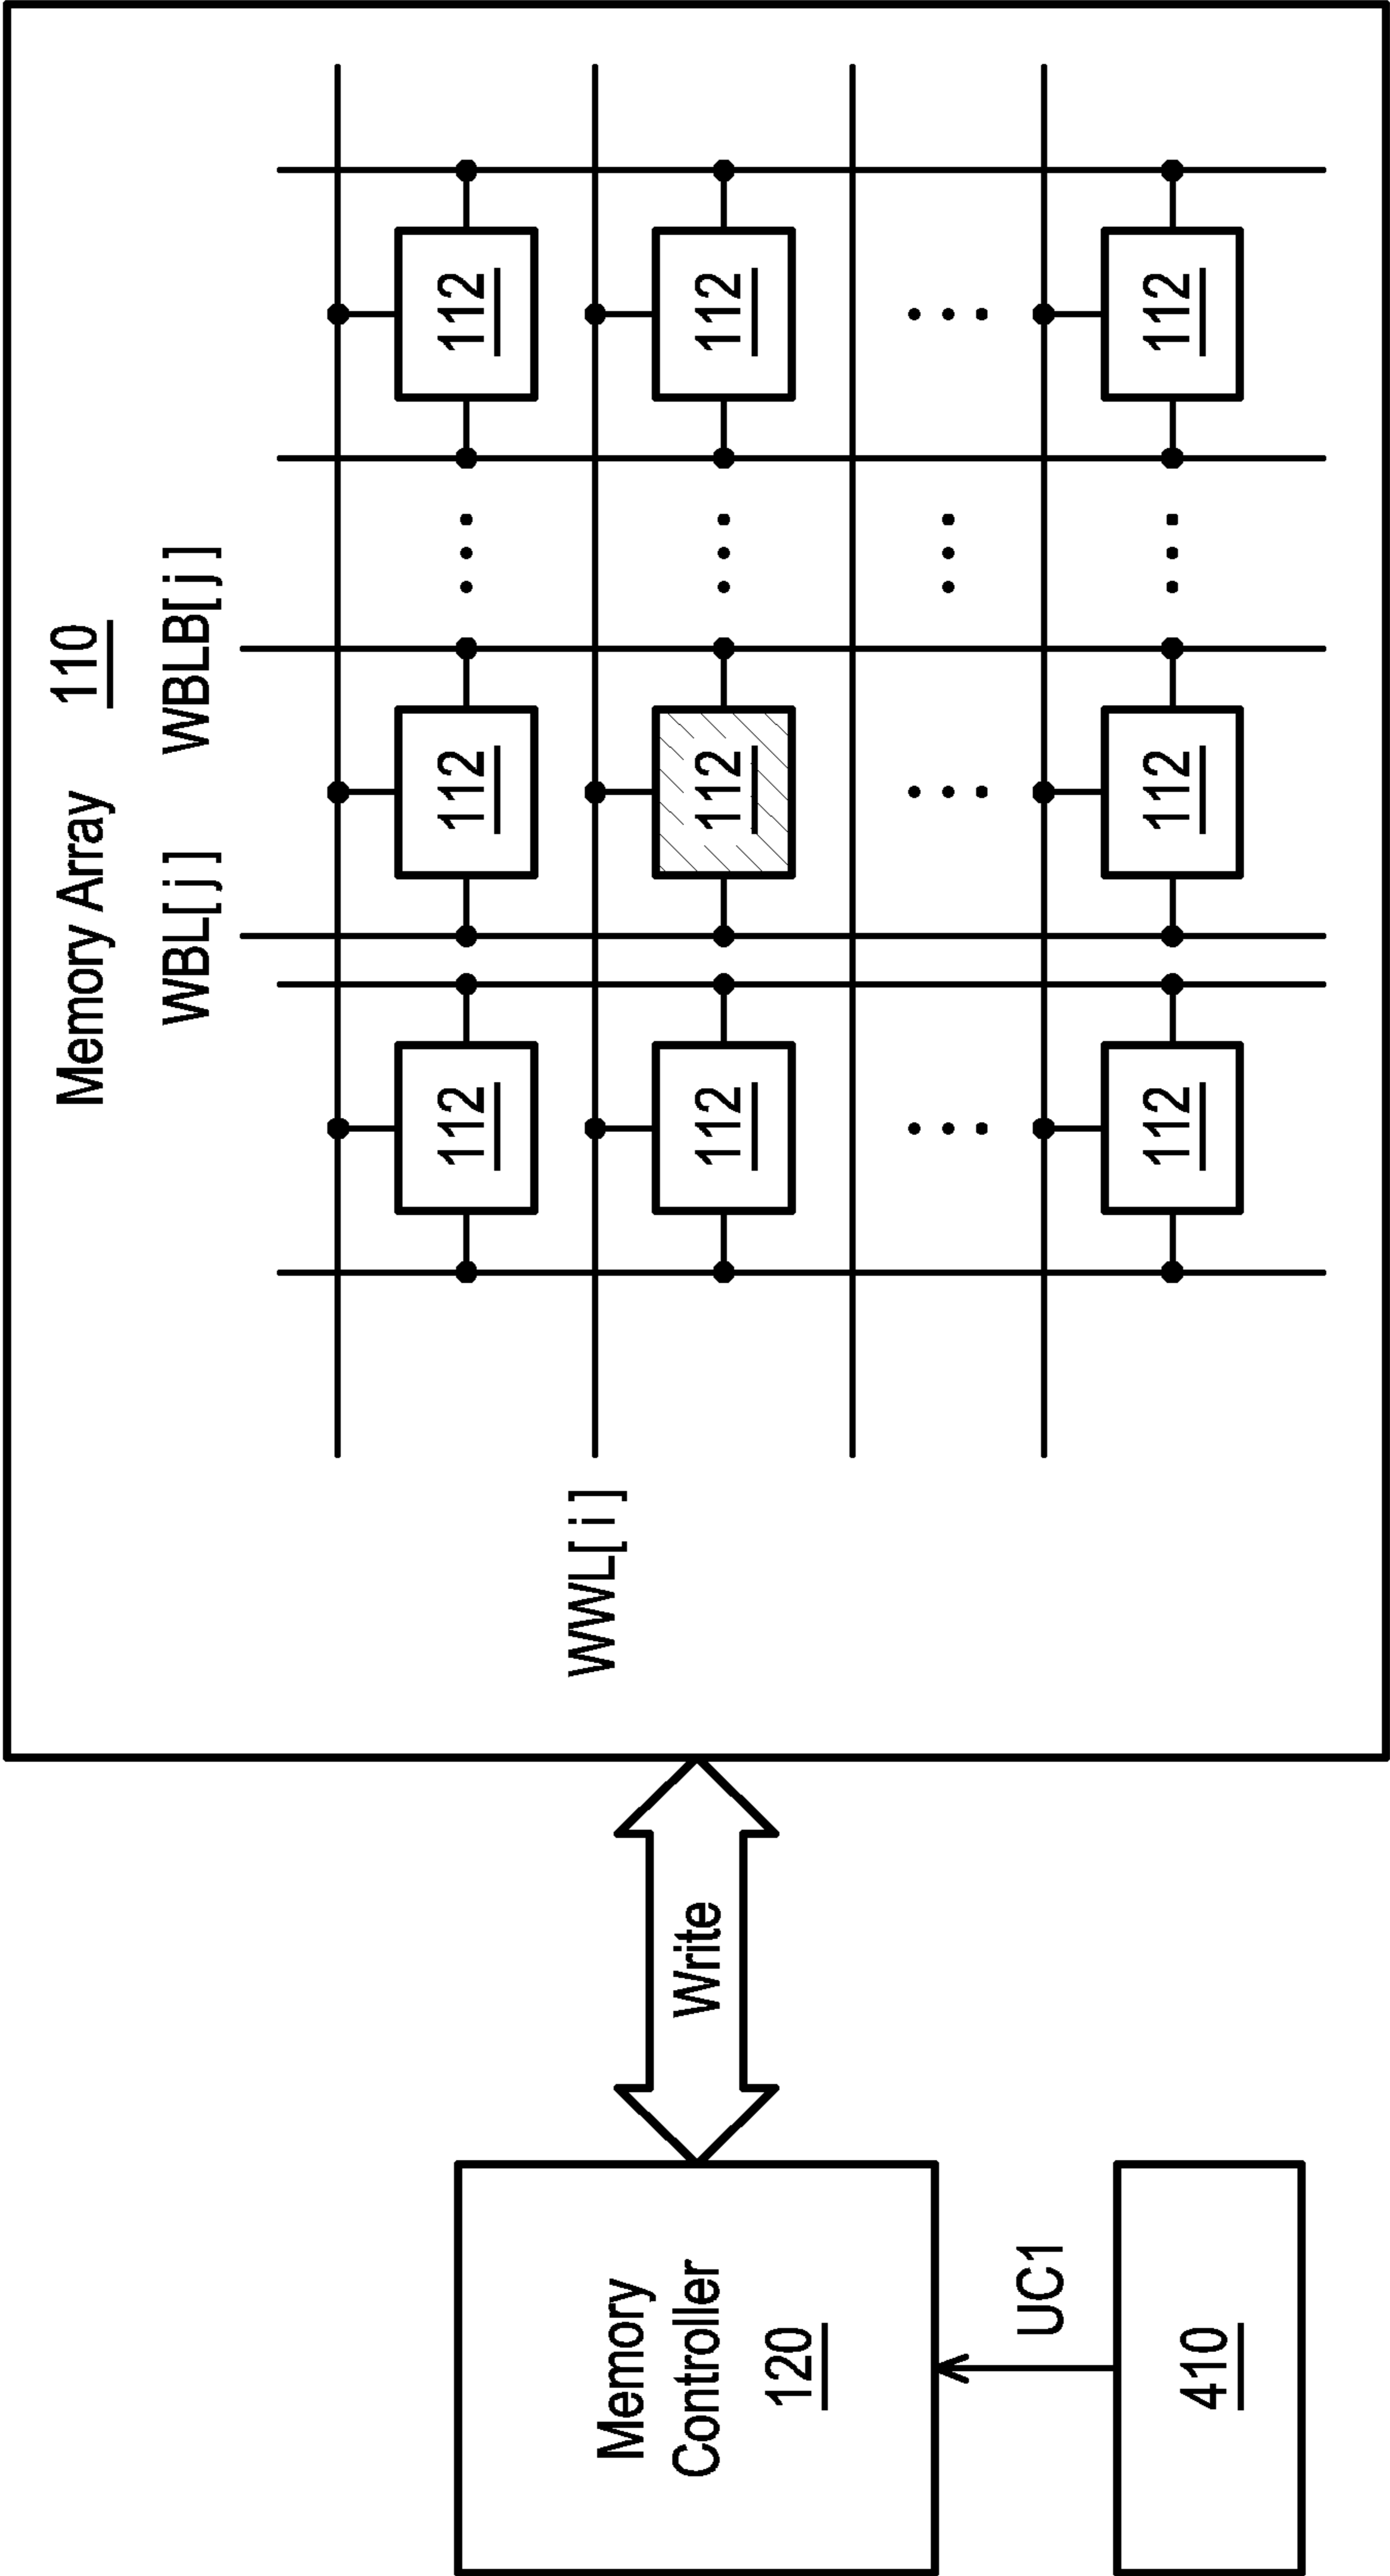 Memory Array 110
WBL[ j ] WBLB[ j ]
112 112 112
WWL[ i ]
112 112 112
112 112 112
Write
Memory
Controller
120
UC1
410